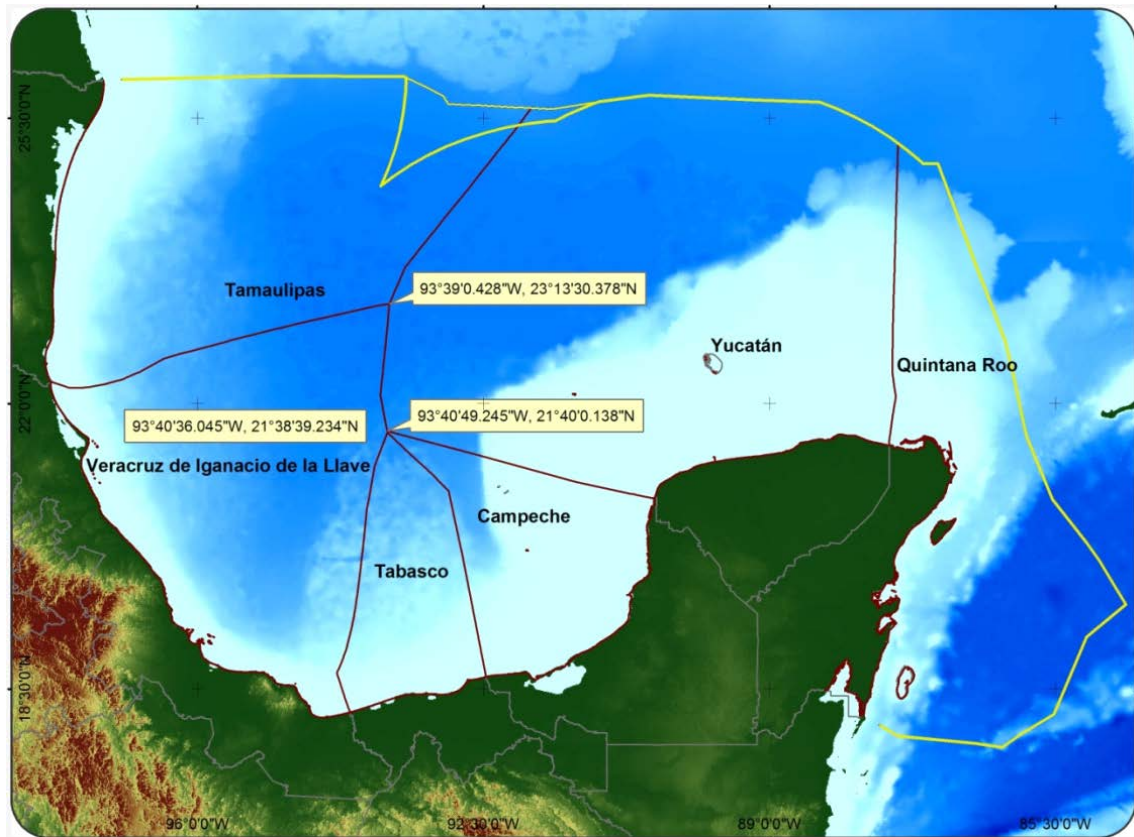 25°30'0"N
Tamaulipas
93°39'0.428"W, 23°13'30.378"N
Yucatán
Quintana Roo
22°0'0"N
93°40'36.045"W, 21°38'39.234"N
93°40'49.245"W, 21°40'0.138"N
Veracruz de Iganacio de la Llave
Campeche
Tabasco
18°30'0"N
96°0'0"W
92°30'0"W
89°0'0"W
85°30'0"W